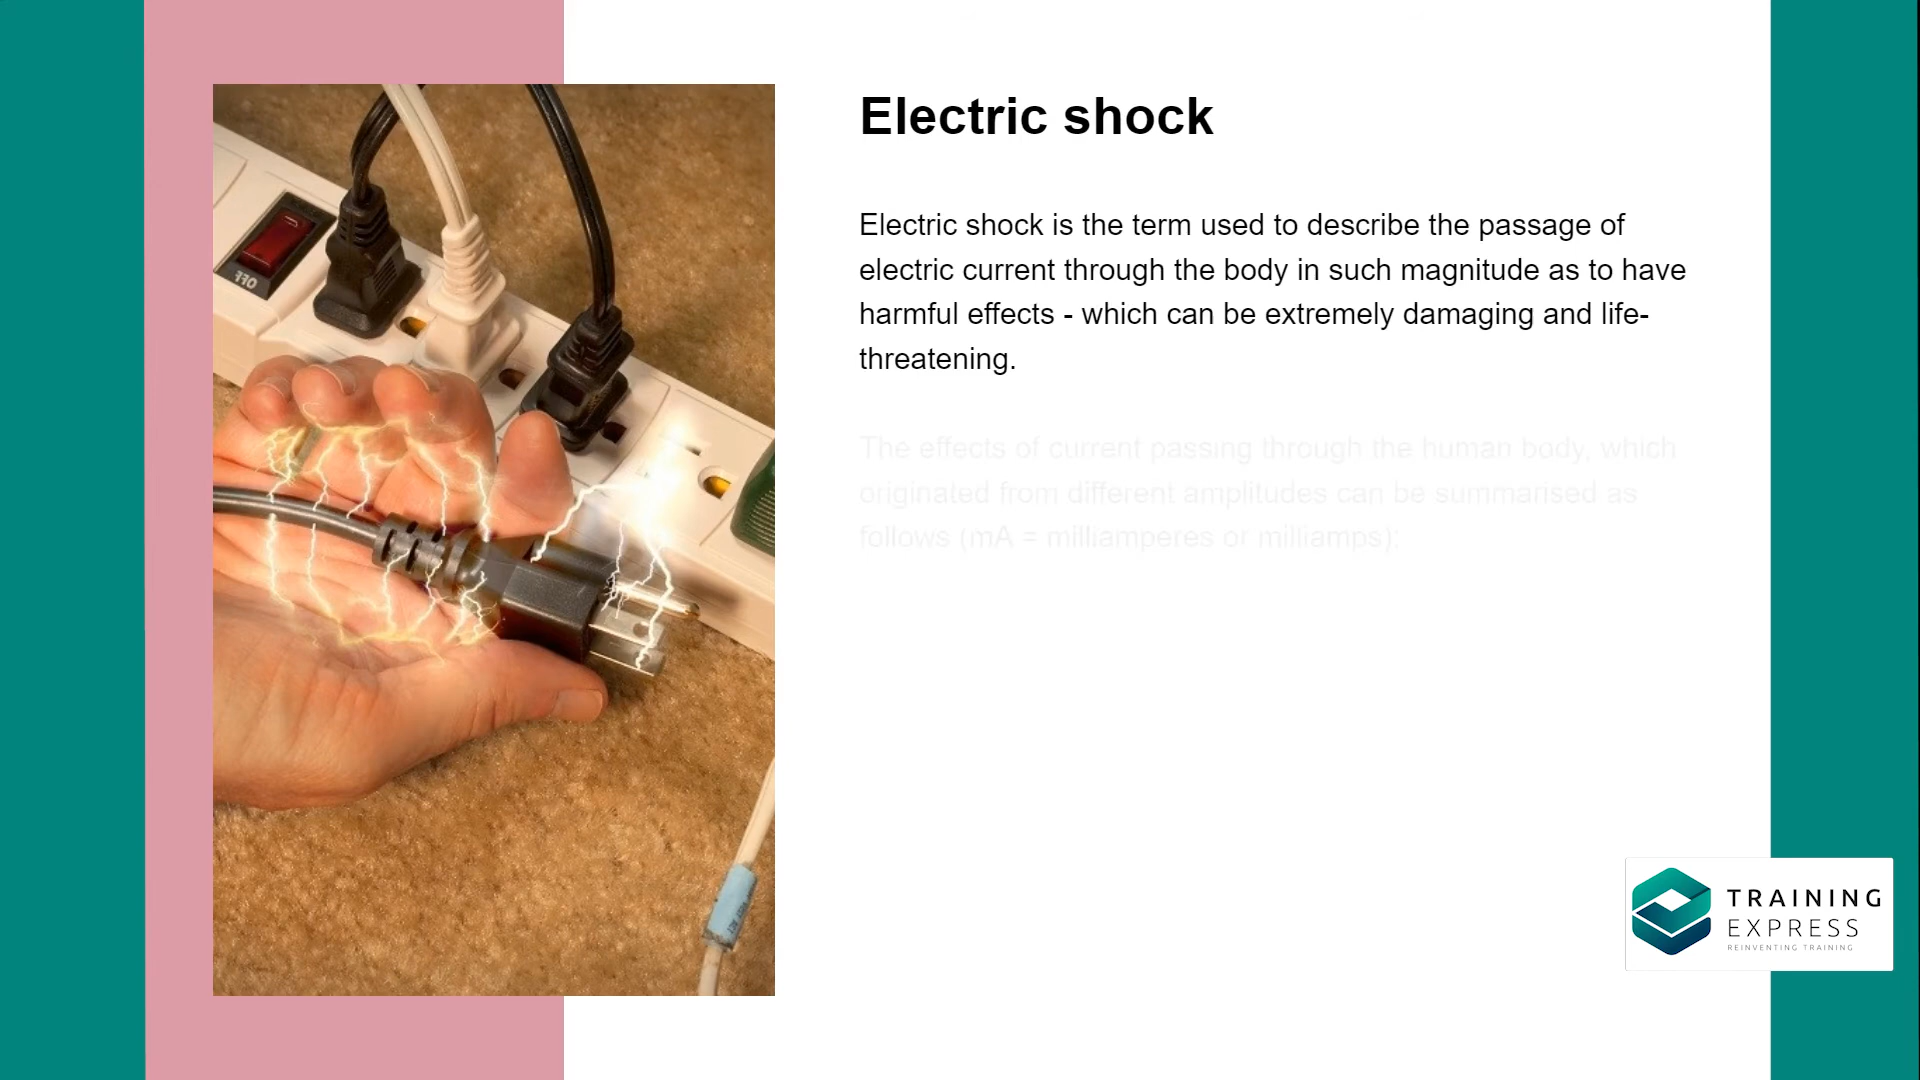 Electric shock
Electric shock is the term used to describe the passage of
electric current through the body in such magnitude as to have
harmful effects - which can be extremely damaging and life-
threatening.
The effects of current passing through the human body, which
originated from different amplitudes can be summarised as
follows (mA = milliamperes or milliamps):
OFF
TRAINING
EXPRESS
REINVENTING TRAINING